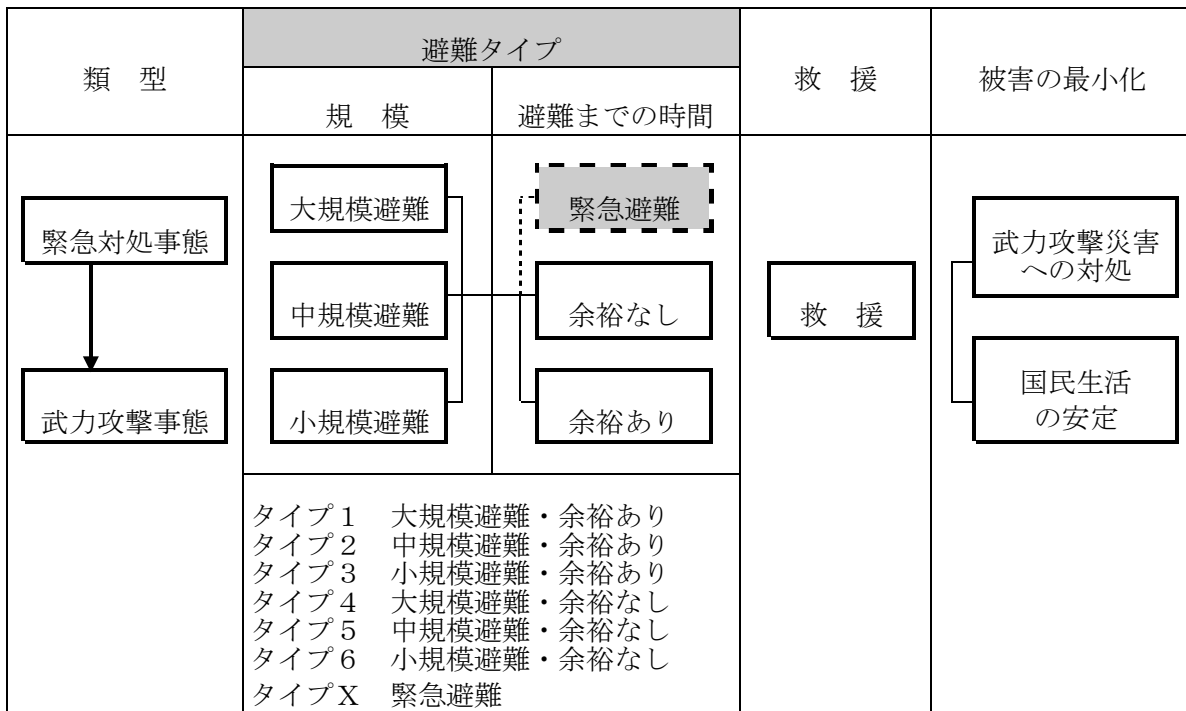 類　型
避難タイプ
規　模
避難までの時間
救　援
被害の最小化
緊急対処事態
武力攻撃事態
大規模避難
中規模避難
小規模避難
緊急避難
余裕なし
余裕あり
救　援
武力攻撃災害
への対処
国民生活
の安定
タイプ１　大規模避難・余裕あり
タイプ２　中規模避難・余裕あり
タイプ３　小規模避難・余裕あり
タイプ４　大規模避難・余裕なし
タイプ５　中規模避難・余裕なし
タイプ６　小規模避難・余裕なし
タイプＸ　緊急避難